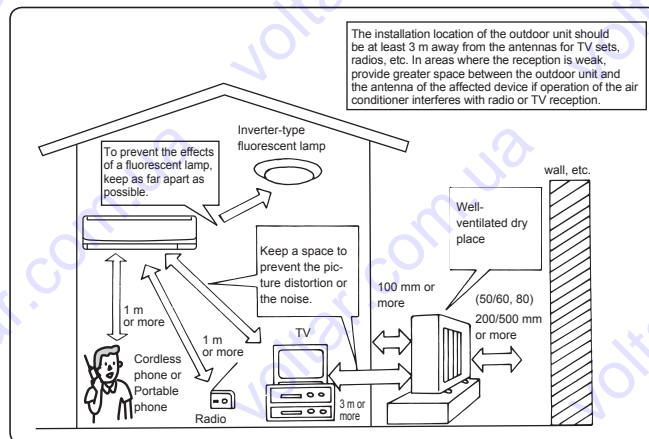 The installation location of the outdoor unit should
be at least 3 m away from the antennas for TV sets,
radios, etc. In areas where the reception is weak,
provide greater space between the outdoor unit and
the antenna of the affected device if operation of the air
conditioner interferes with radio or TV reception.
Inverter-type
fluorescent lamp
To prevent the effects
of a fluorescent lamp,
keep as far apart as
possible.
wall, etc.
Well-
ventilated dry
place
Keep a space to
prevent the pic-
ture distortion or
the noise.
100 mm or
more
(50/60, 80)
200/500 mm
or more
1 m
or more
1 m
or more
TV
Cordless
phone or
Portable
phone
Radio
3 m or
more
voltar.com.ua